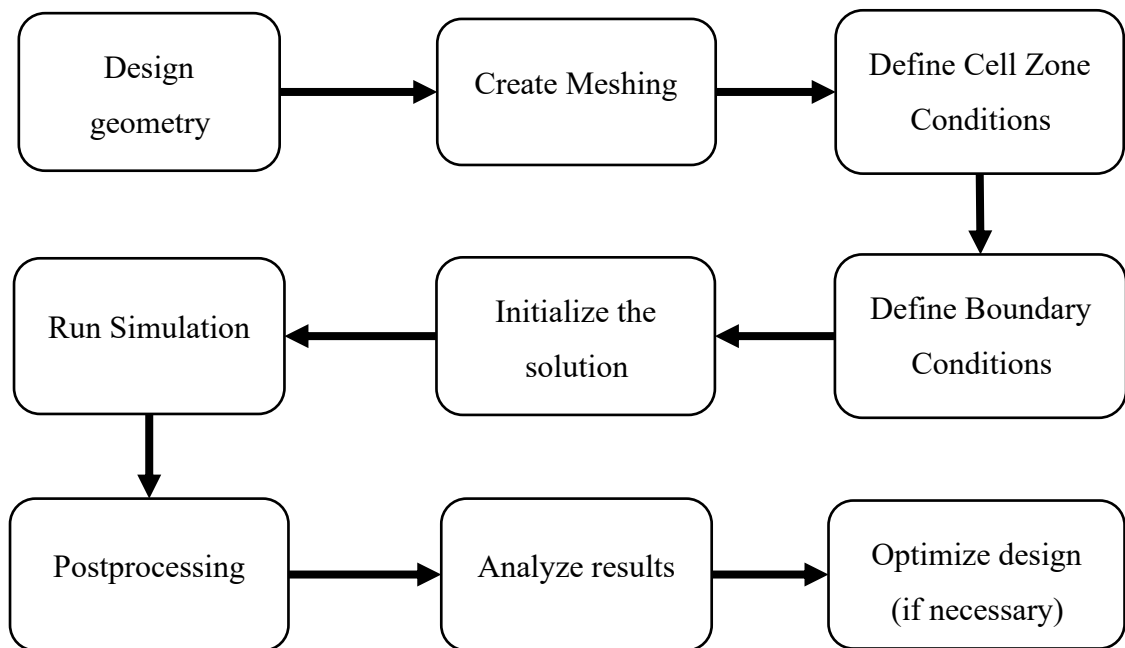 Design
geometry
Create Meshing
Define Cell Zone
Conditions
Run Simulation
Initialize the
solution
Define Boundary
Conditions
Postprocessing
Analyze results
Optimize design
(if necessary)